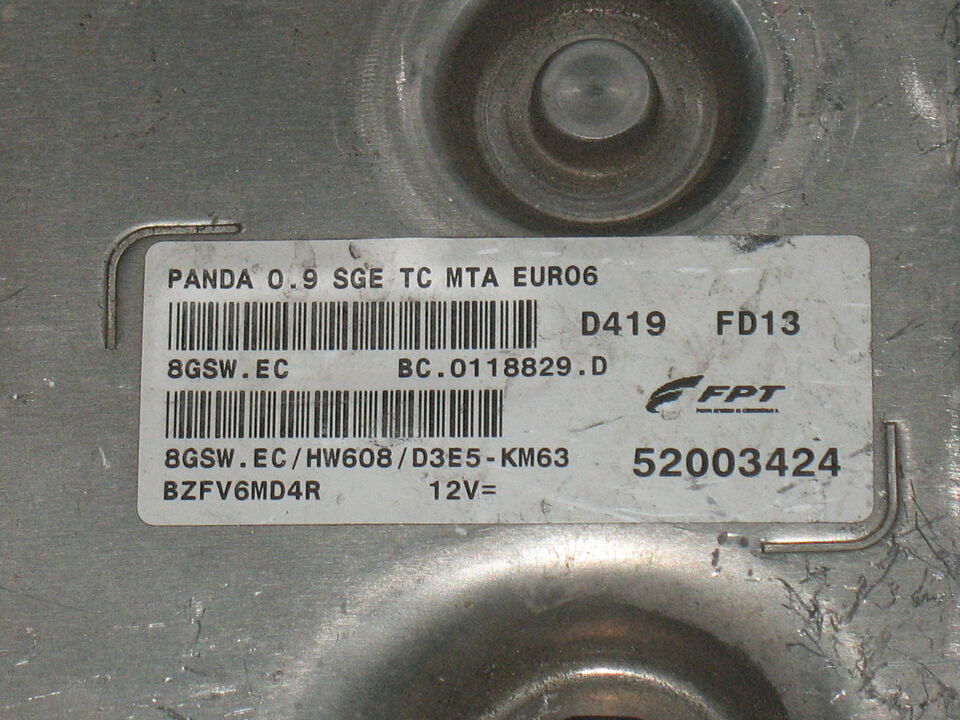 PANDA 0.9 SGE TC MTA EURO6
D419 FD13
8GSW.EC BC.0118829.D
FPT
8GSW.EC/HW608/D3E5-KM63
52003424
BZFV6MD4R 12V=